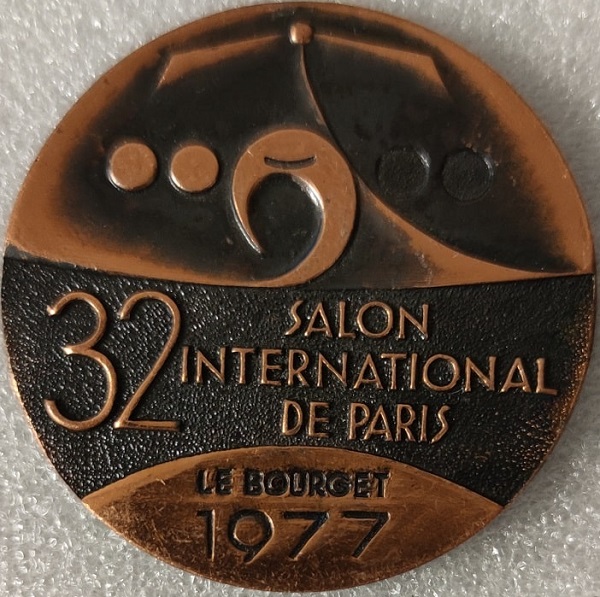 32
SALON
INTERNATIONAL
DE PARIS
LE BOURGET
1977